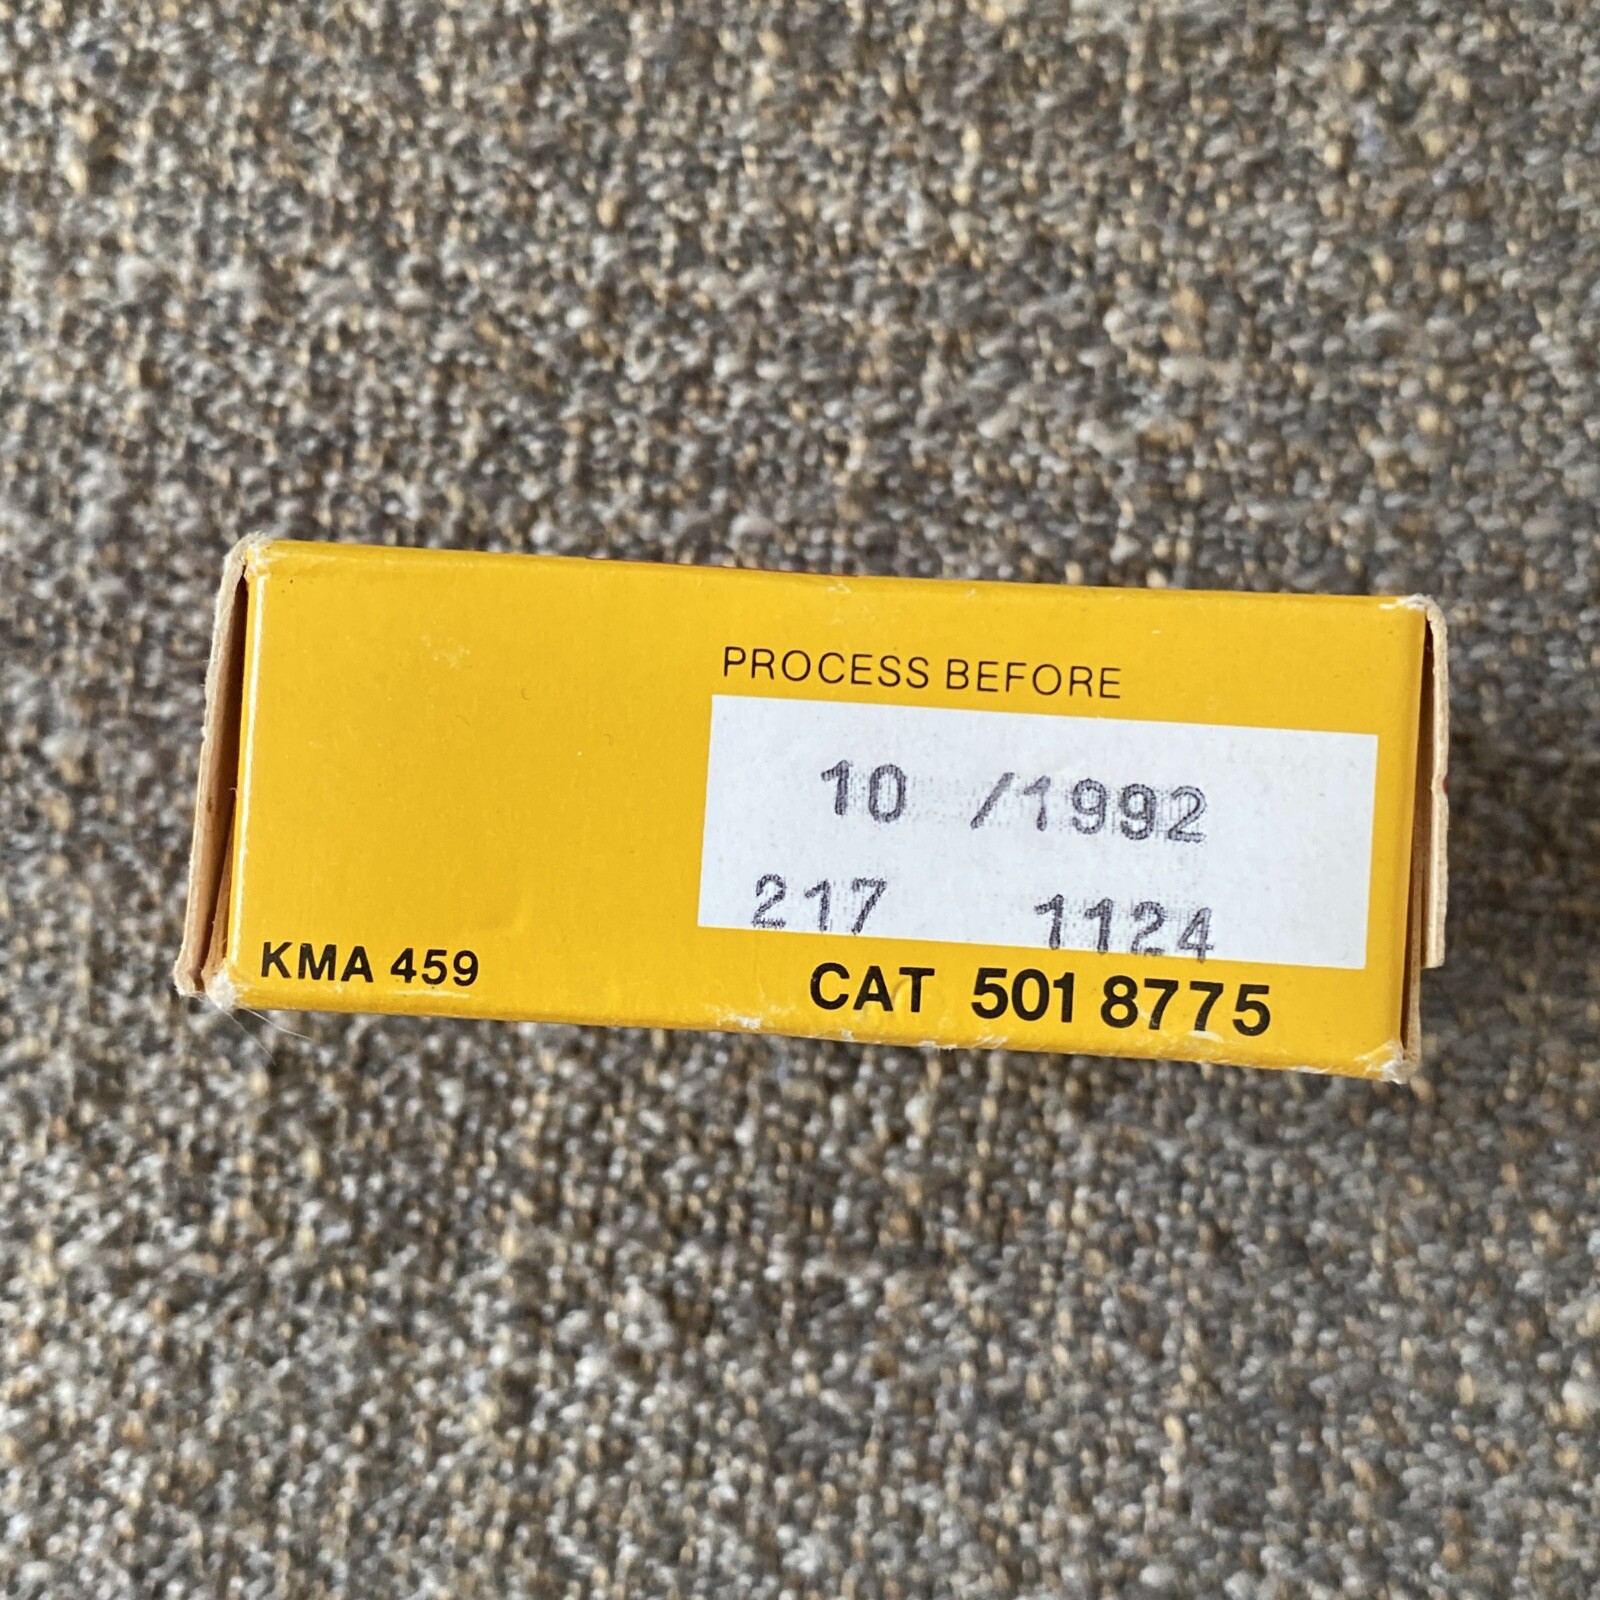 PROCESS BEFORE
10 /1992
217 1124
KMA 459
CAT 501 8775